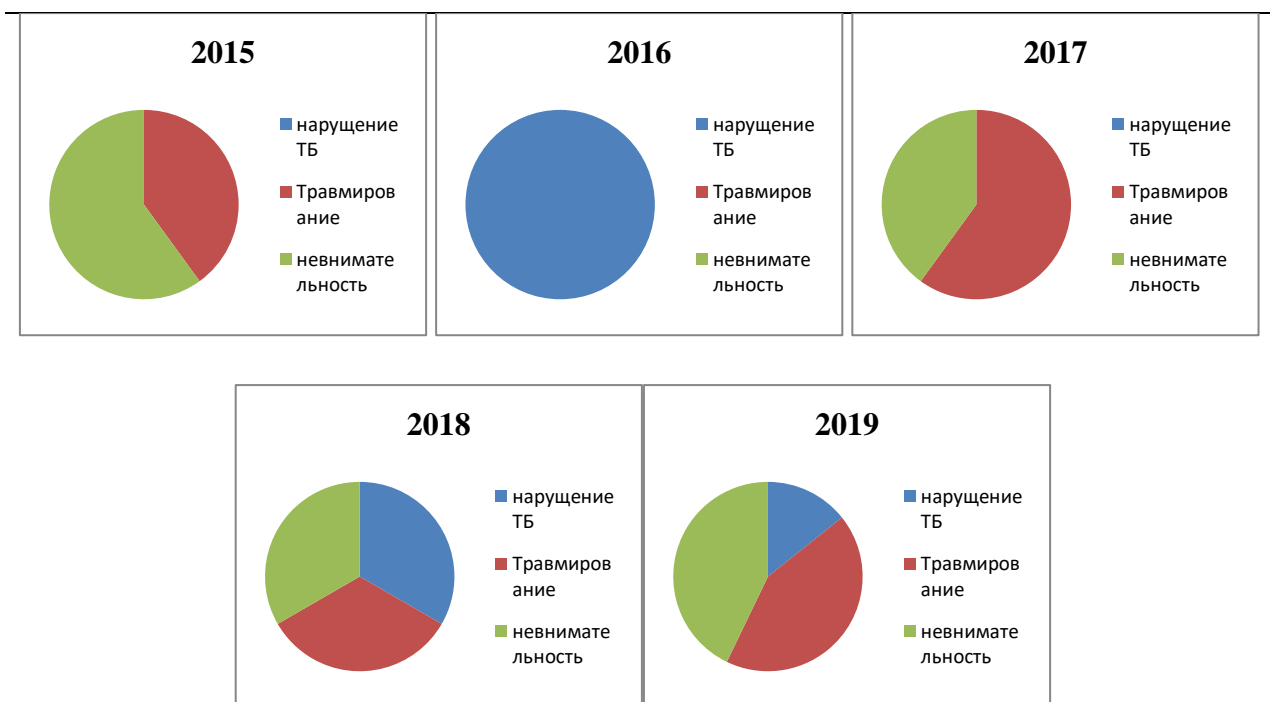 2015
нарущение
ТБ
Травмиров
ание
невнимате
льность
2016
нарущение
ТБ
Травмиров
ание
невнимате
льность
2017
нарущение
ТБ
Травмиров
ание
невнимате
льность
2018
нарущение
ТБ
Травмиров
ание
невнимате
льность
2019
нарущение
ТБ
Травмиров
ание
невнимате
льность